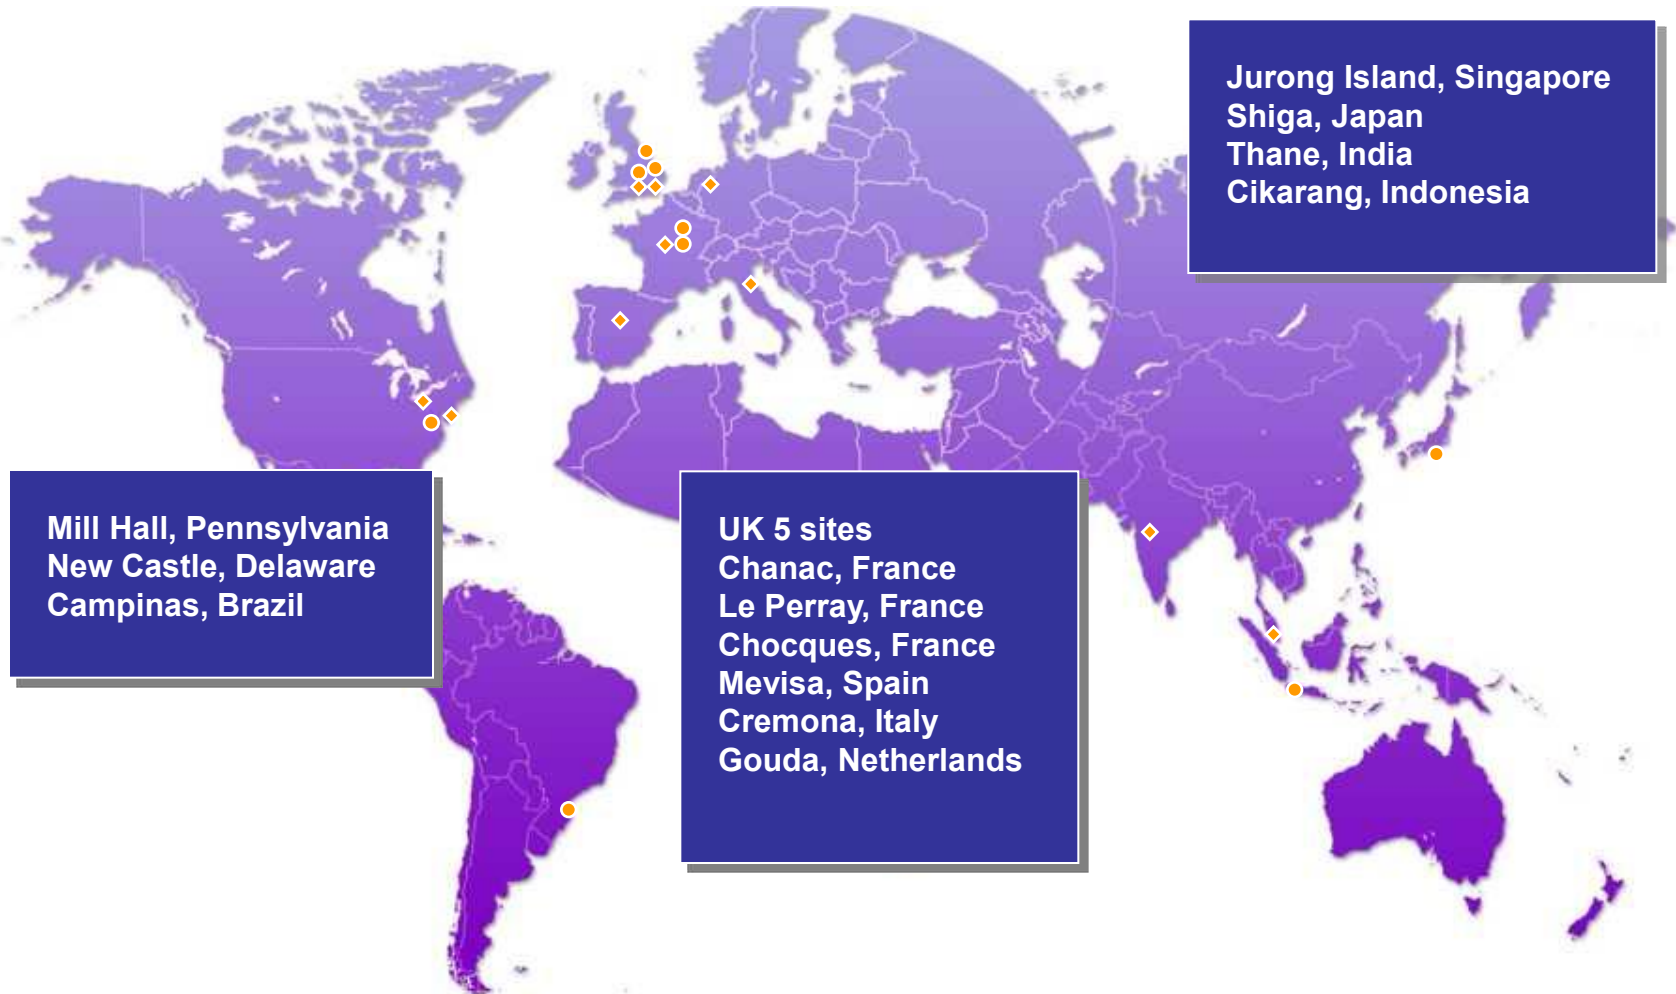 Jurong Island, Singapore
Shiga, Japan
Thane, India
Cikarang, Indonesia
Mill Hall, Pennsylvania
New Castle, Delaware
Campinas, Brazil
UK 5 sites
Chanac, France
Le Perray, France
Chocques, France
Mevisa, Spain
Cremona, Italy
Gouda, Netherlands